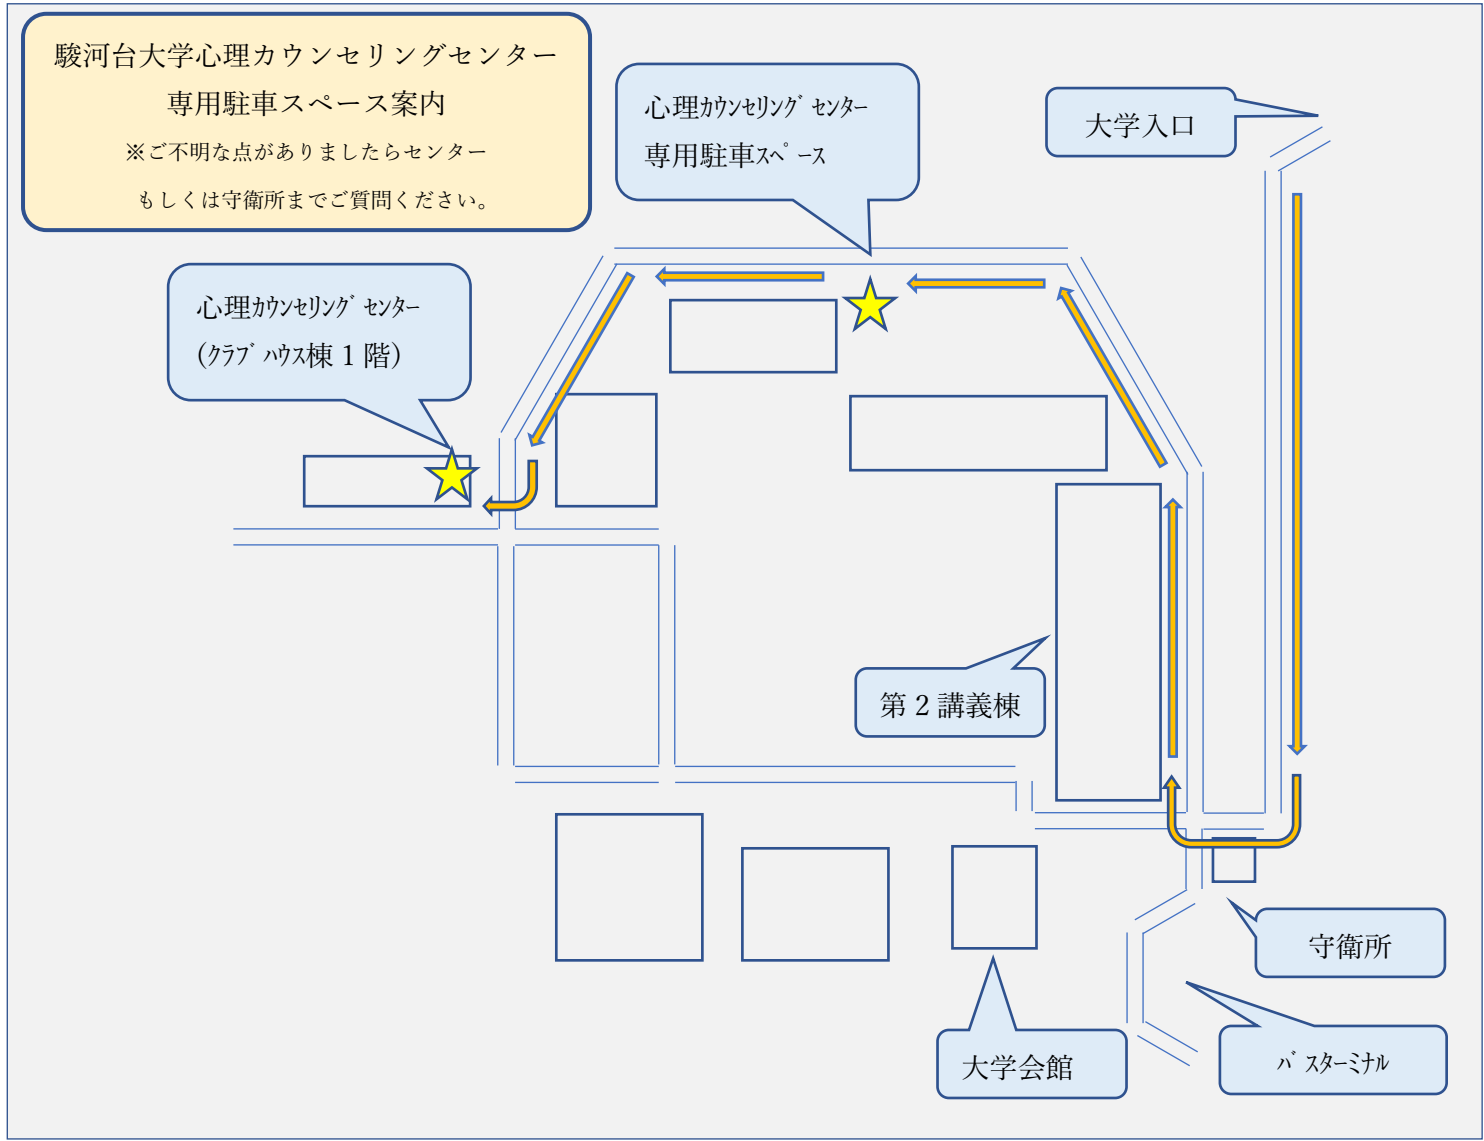 駿河台大学心理カウンセリングセンター
専用駐車スペース案内
※ご不明な点がありましたらセンター
もしくは守衛所までご質問ください。
心理ｶｳﾝｾﾘﾝｸﾞｾﾝﾀｰ
専用駐車ｽﾍﾟｰｽ
大学入口
心理ｶｳﾝｾﾘﾝｸﾞｾﾝﾀｰ
(ｸﾗﾌﾞﾊｳｽ棟1階)
第2講義棟
守衛所
大学会館
ﾊﾞｽﾀｰﾐﾅﾙ